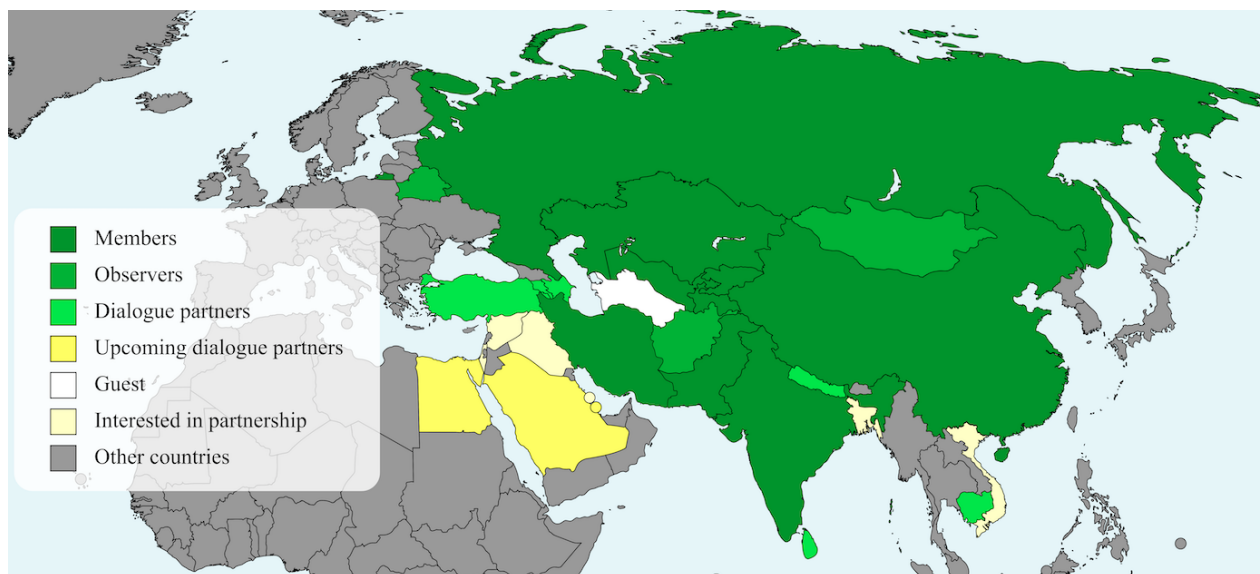 Members
Observers
Dialogue partners
Upcoming dialogue partners
Guest
Interested in partnership
Other countries